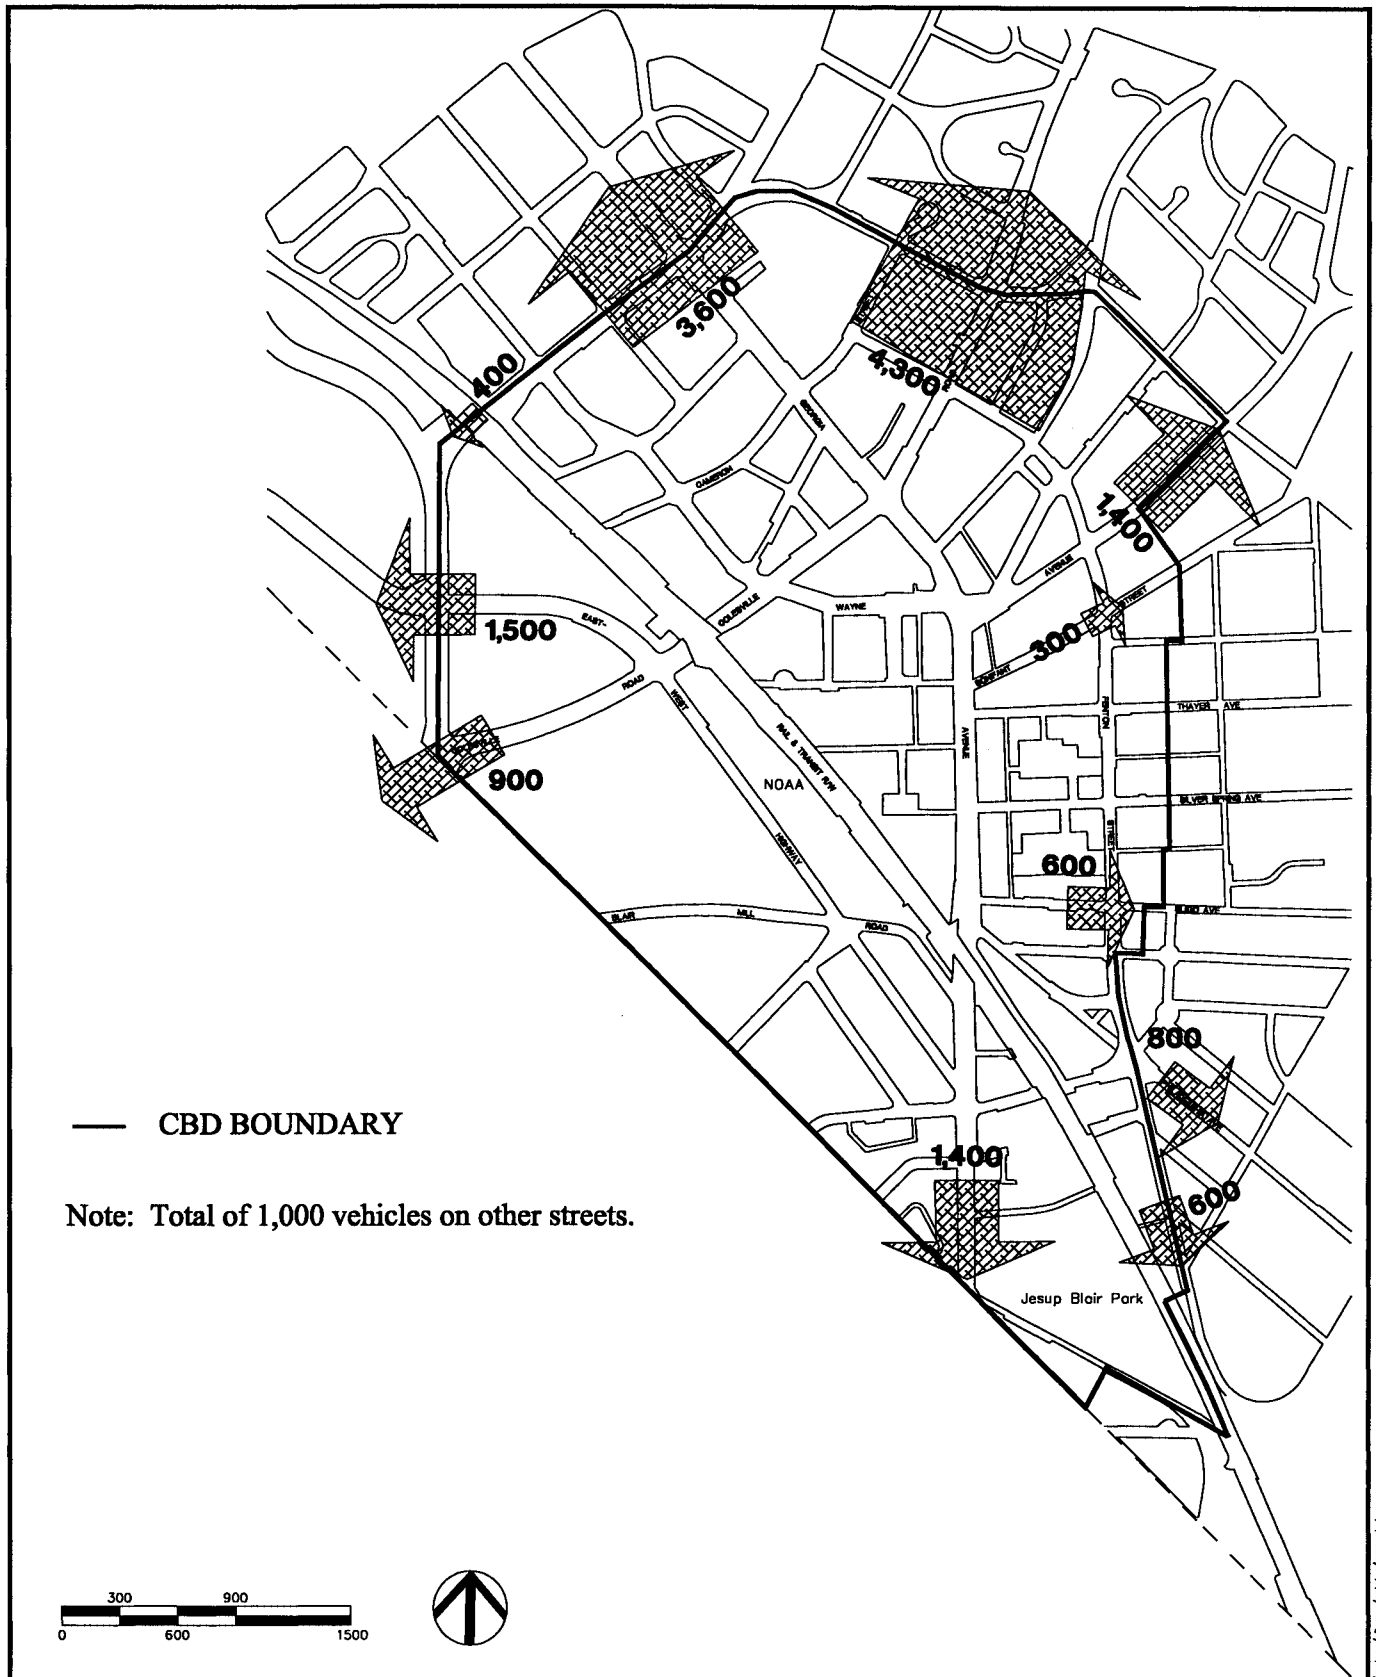 3,600
4,300
400
GEORGIA
CAMERON
1,400
AVENUE
STREET
COLESVILLE
WAYNE
1,500
EAST-
300
BONIFANT
ROAD
WEST
FENTON
THAYER AVE
AVENUE
RAIL & TRANSIT R/W
900
NOAA
SILVER SPRING AVE
STREET
HIGHWAY
600
BLAIR
MILL
ROAD
800
CBD BOUNDARY
1,400
600
Note: Total of 1,000 vehicles on other streets.
Jesup Blair Park
300
900
0
600
1500